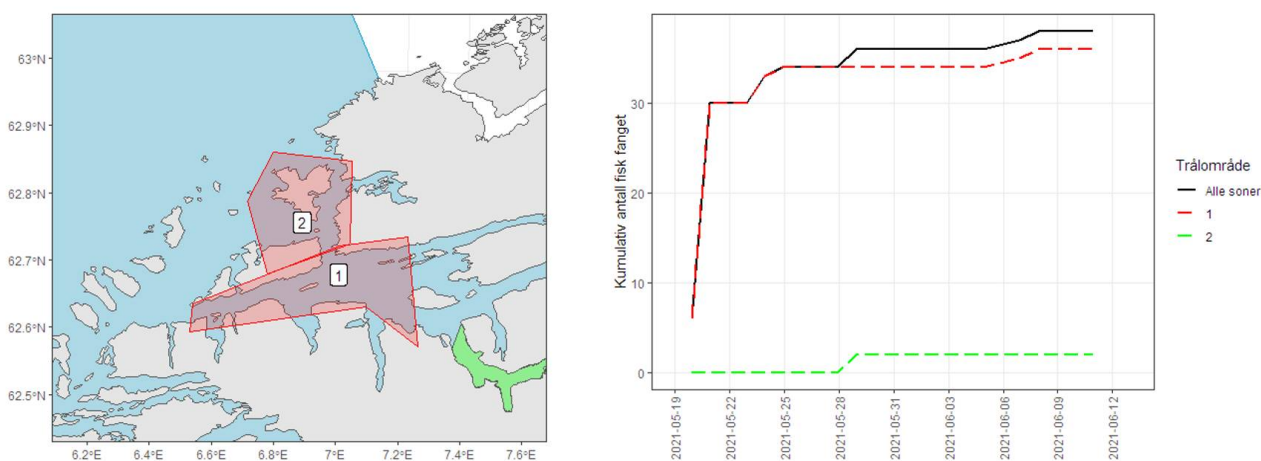 63°N
62.9°N
62.8°N
62.7°N
62.6°N
62.5°N
2
1
6.2°E
6.4°E
6.6°E
6.8°E
7°E
7.2°E
7.4°E
7.6°E
Kumulativ antall fisk fanget
30
20
10
0
2021-05-19
2021-05-22
2021-05-25
2021-05-28
2021-05-31
2021-06-03
2021-06-06
2021-06-09
2021-06-12
Trålområde
Alle soner
1
2